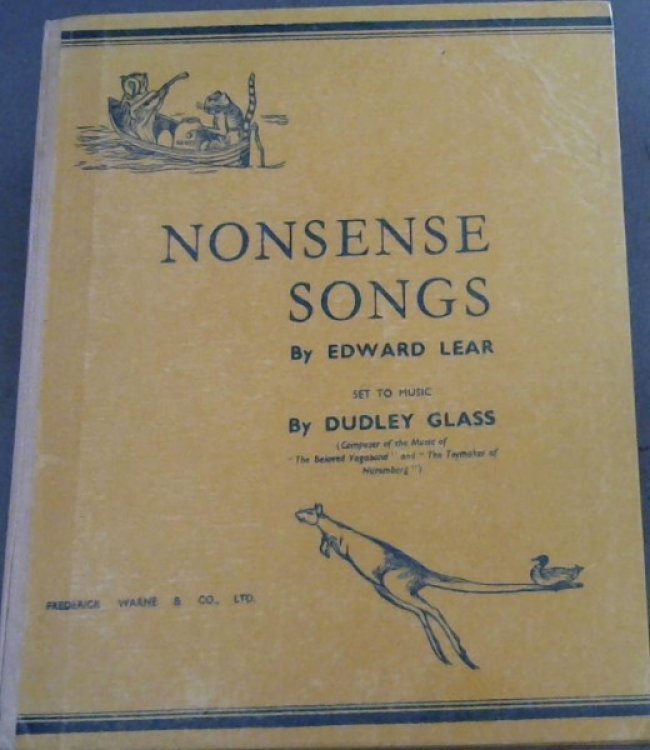 NONSENSE
SONGS
By EDWARD LEAR
SET TO MUSIC
By DUDLEY GLASS
(Composer of the Music of
"The Beloved Vagabond" and "The Toymaker of
Nuremberg")
FREDERICK WARNE & CO., LTD.